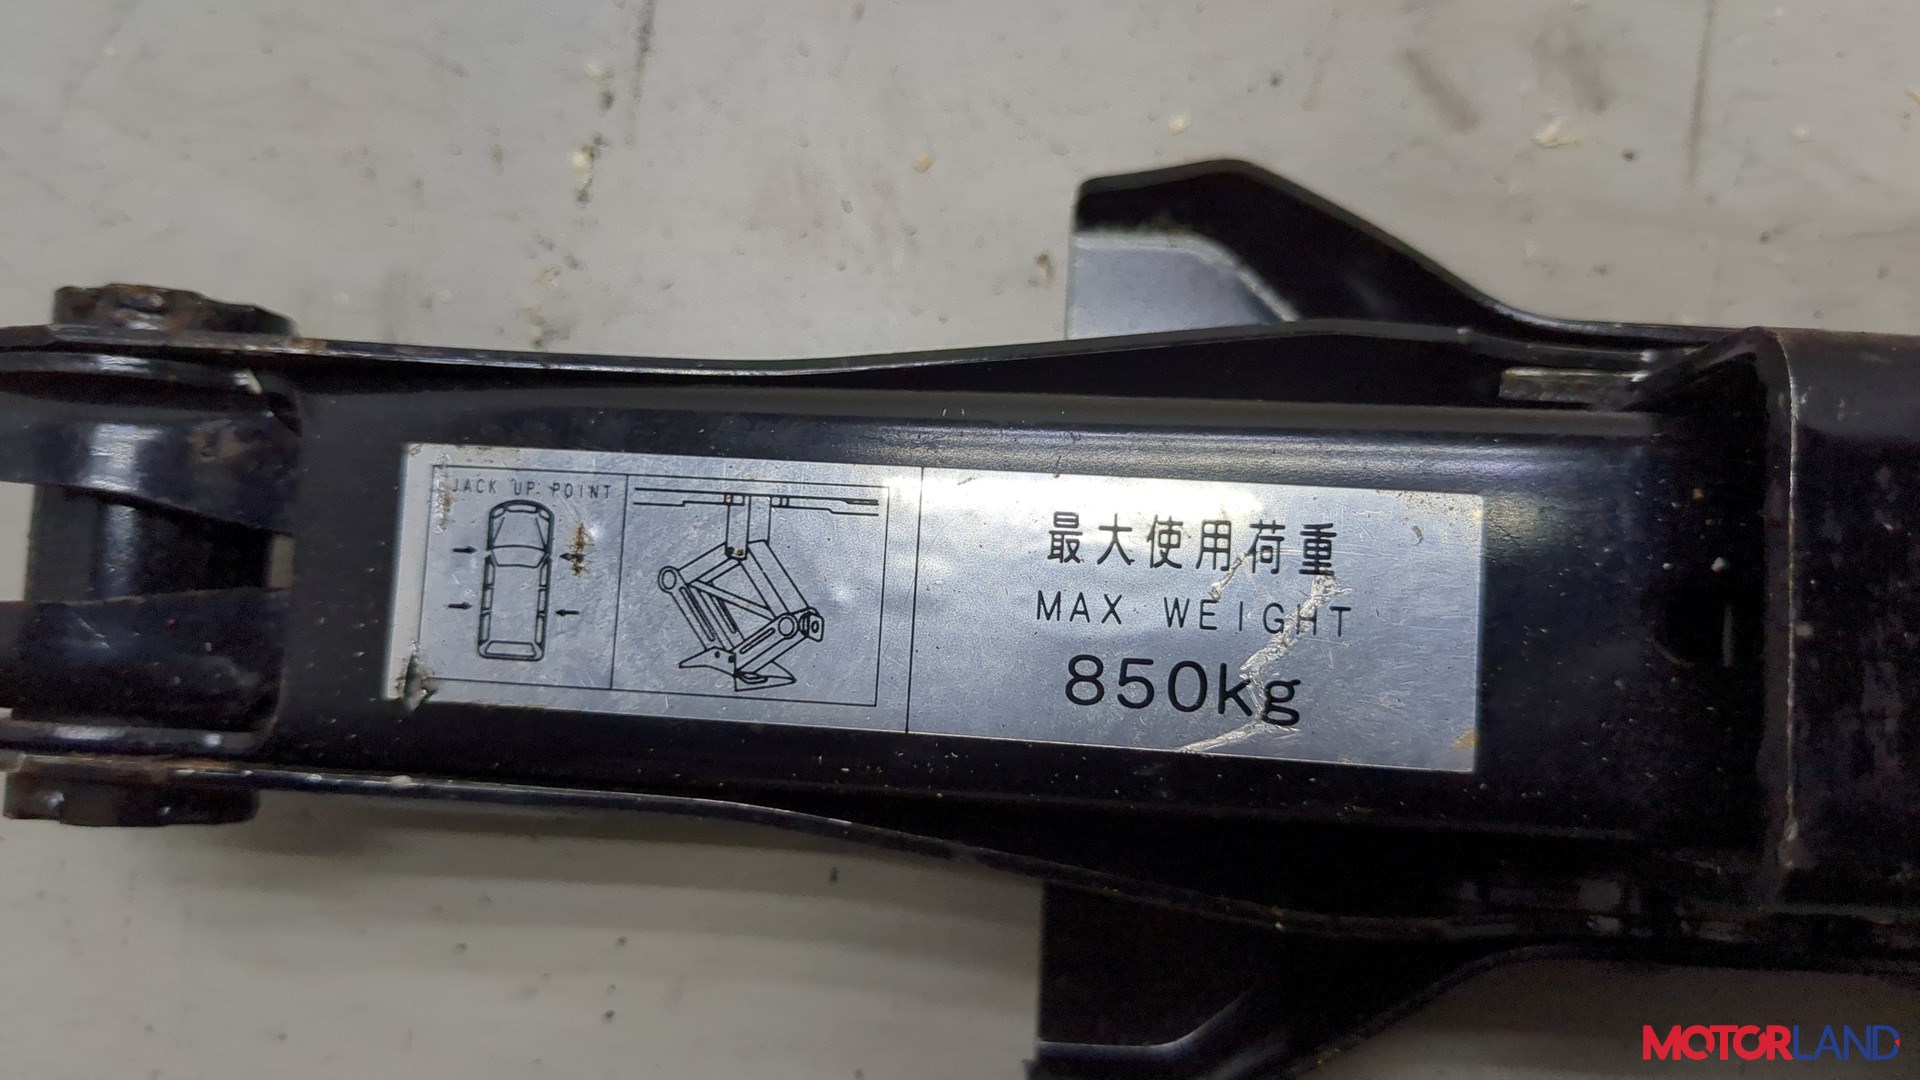 JACK UP POINT
最大使用荷重
MAX WEIGHT
850kg
MOTORLAND